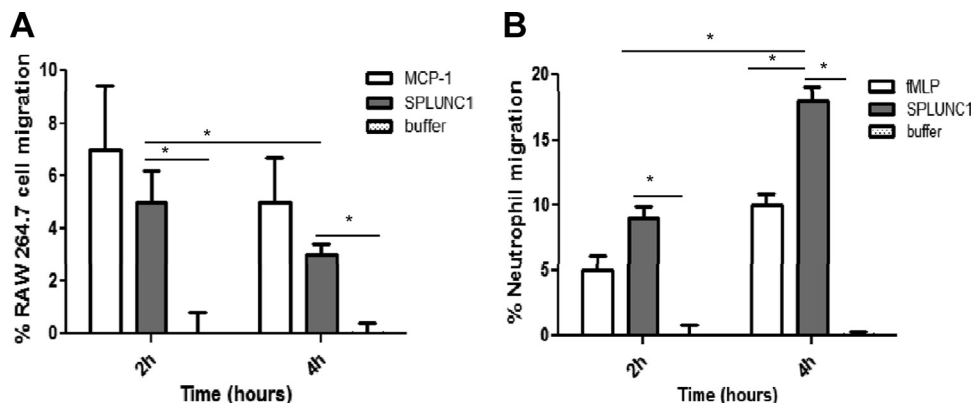 A
% RAW 264.7 cell migration
10
8
6
4
2
0
MCP-1
SPLUNC1
buffer
*
*
*
2h
4h
Time (hours)
B
% Neutrophil migration
20
15
10
5
0
*
*
*
*
fMLP
SPLUNC1
buffer
2h
4h
Time (hours)